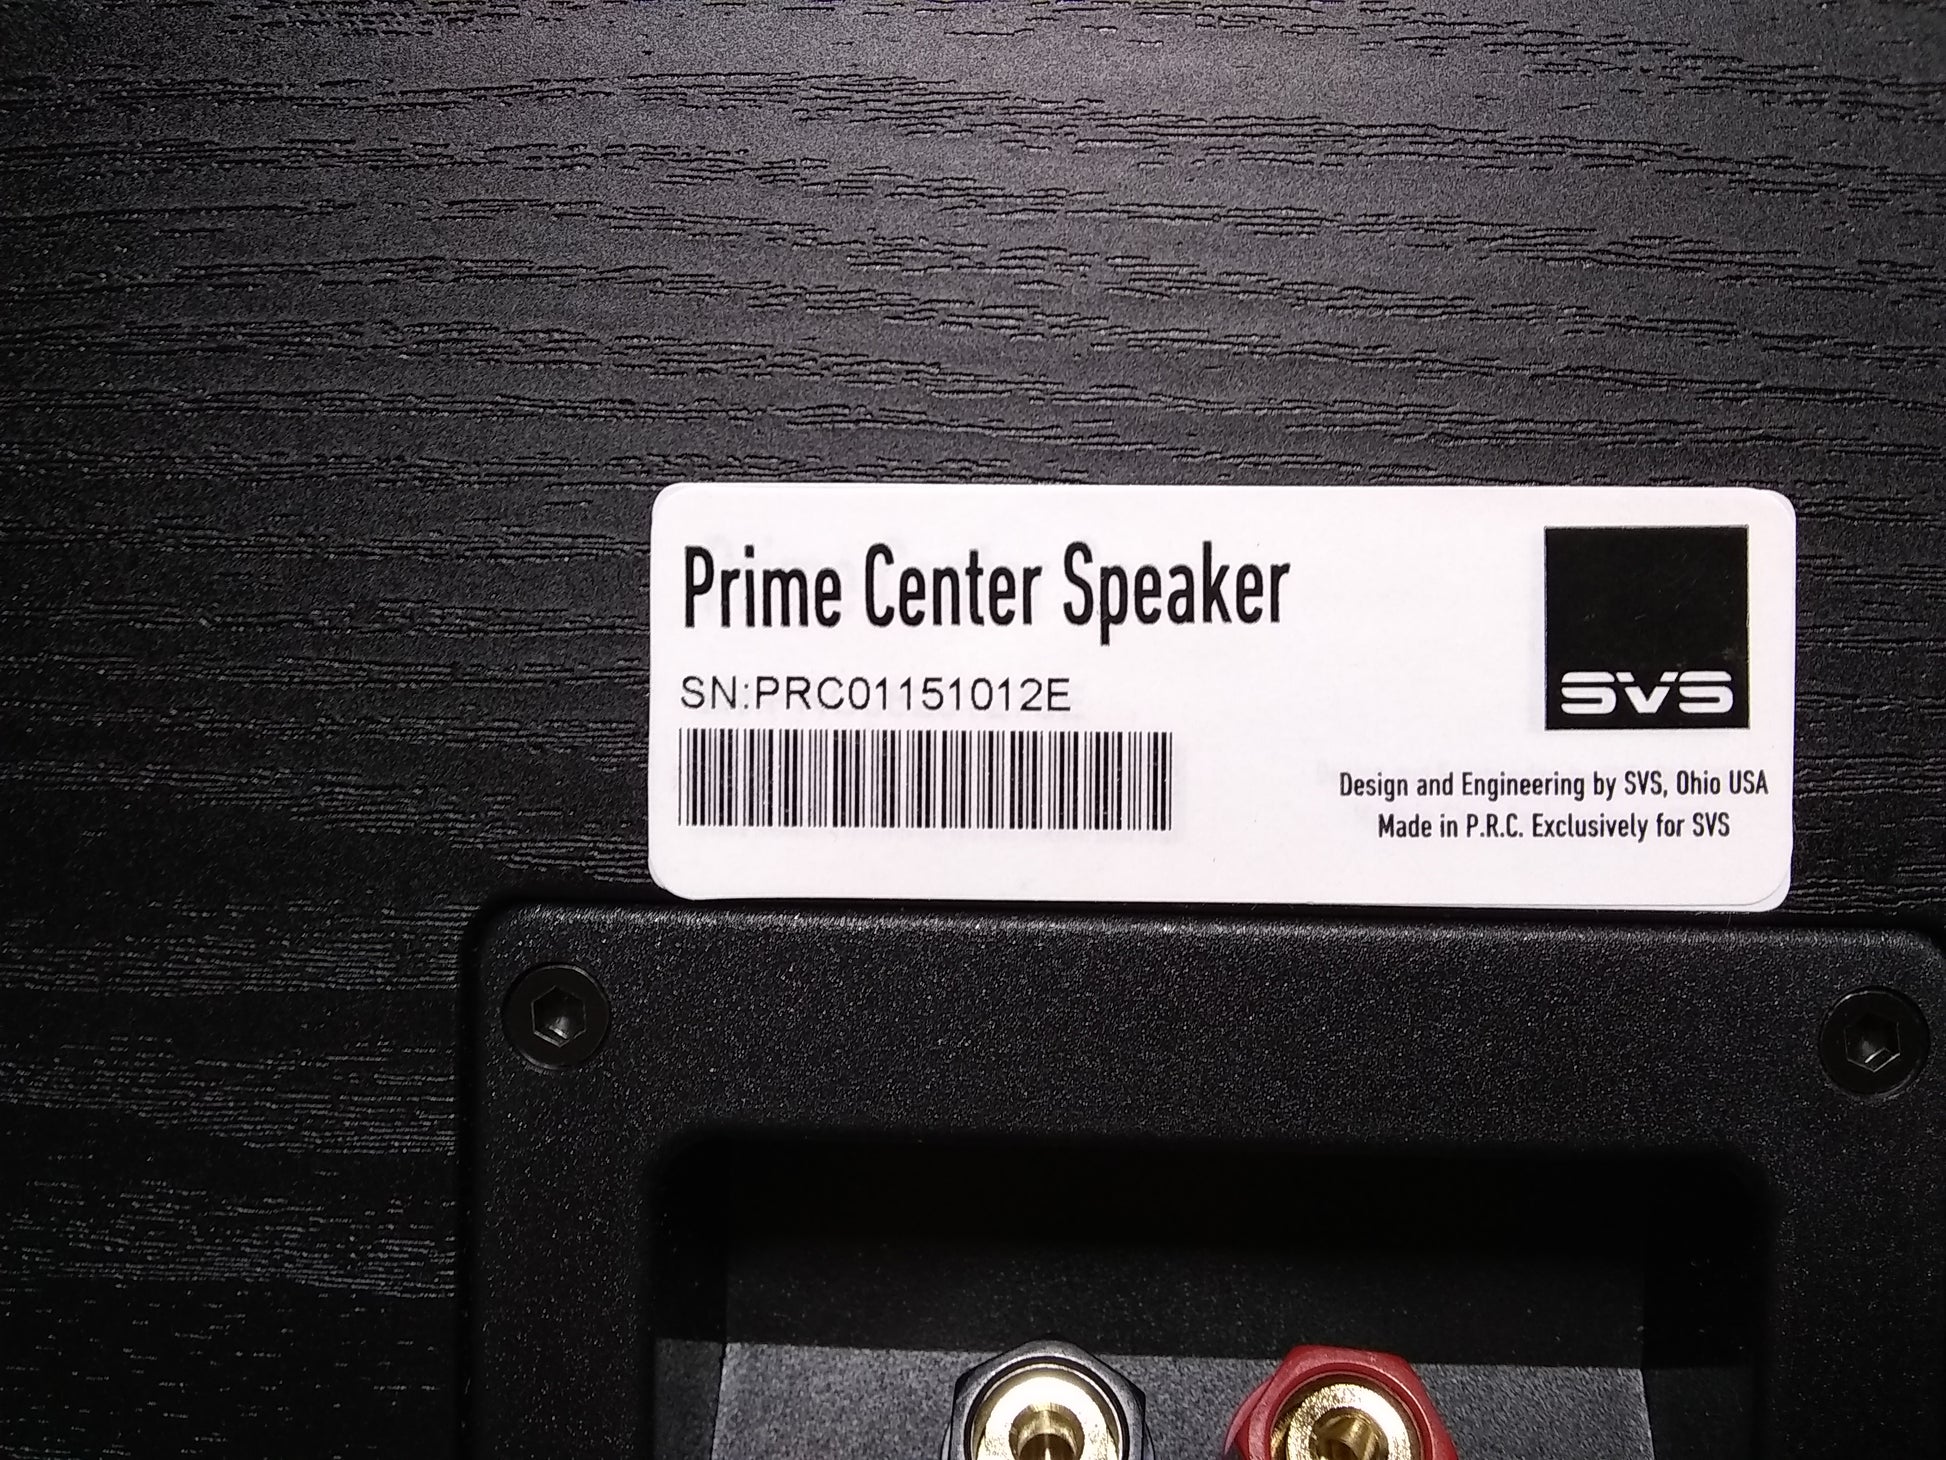 Prime Center Speaker
SN:PRC01151012E
SVS
Design and Engineering by SVS, Ohio USA
Made in P.R.C. Exclusively for SVS